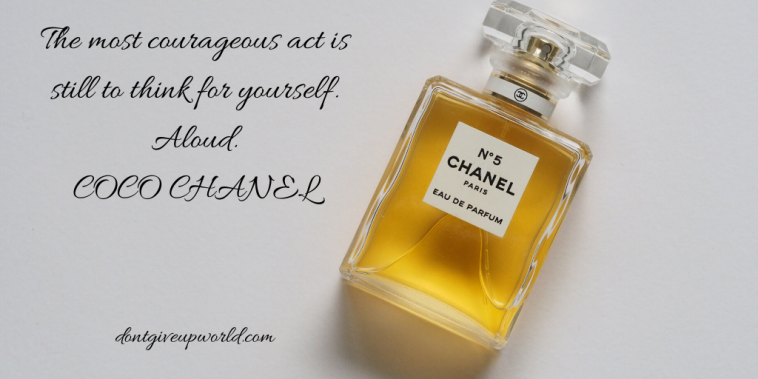 The most courageous act is
still to think for yourself.
Aloud.
COCO CHANEL
dontgiveupworld.com
N°5
CHANEL
PARIS
EAU DE PARFUM